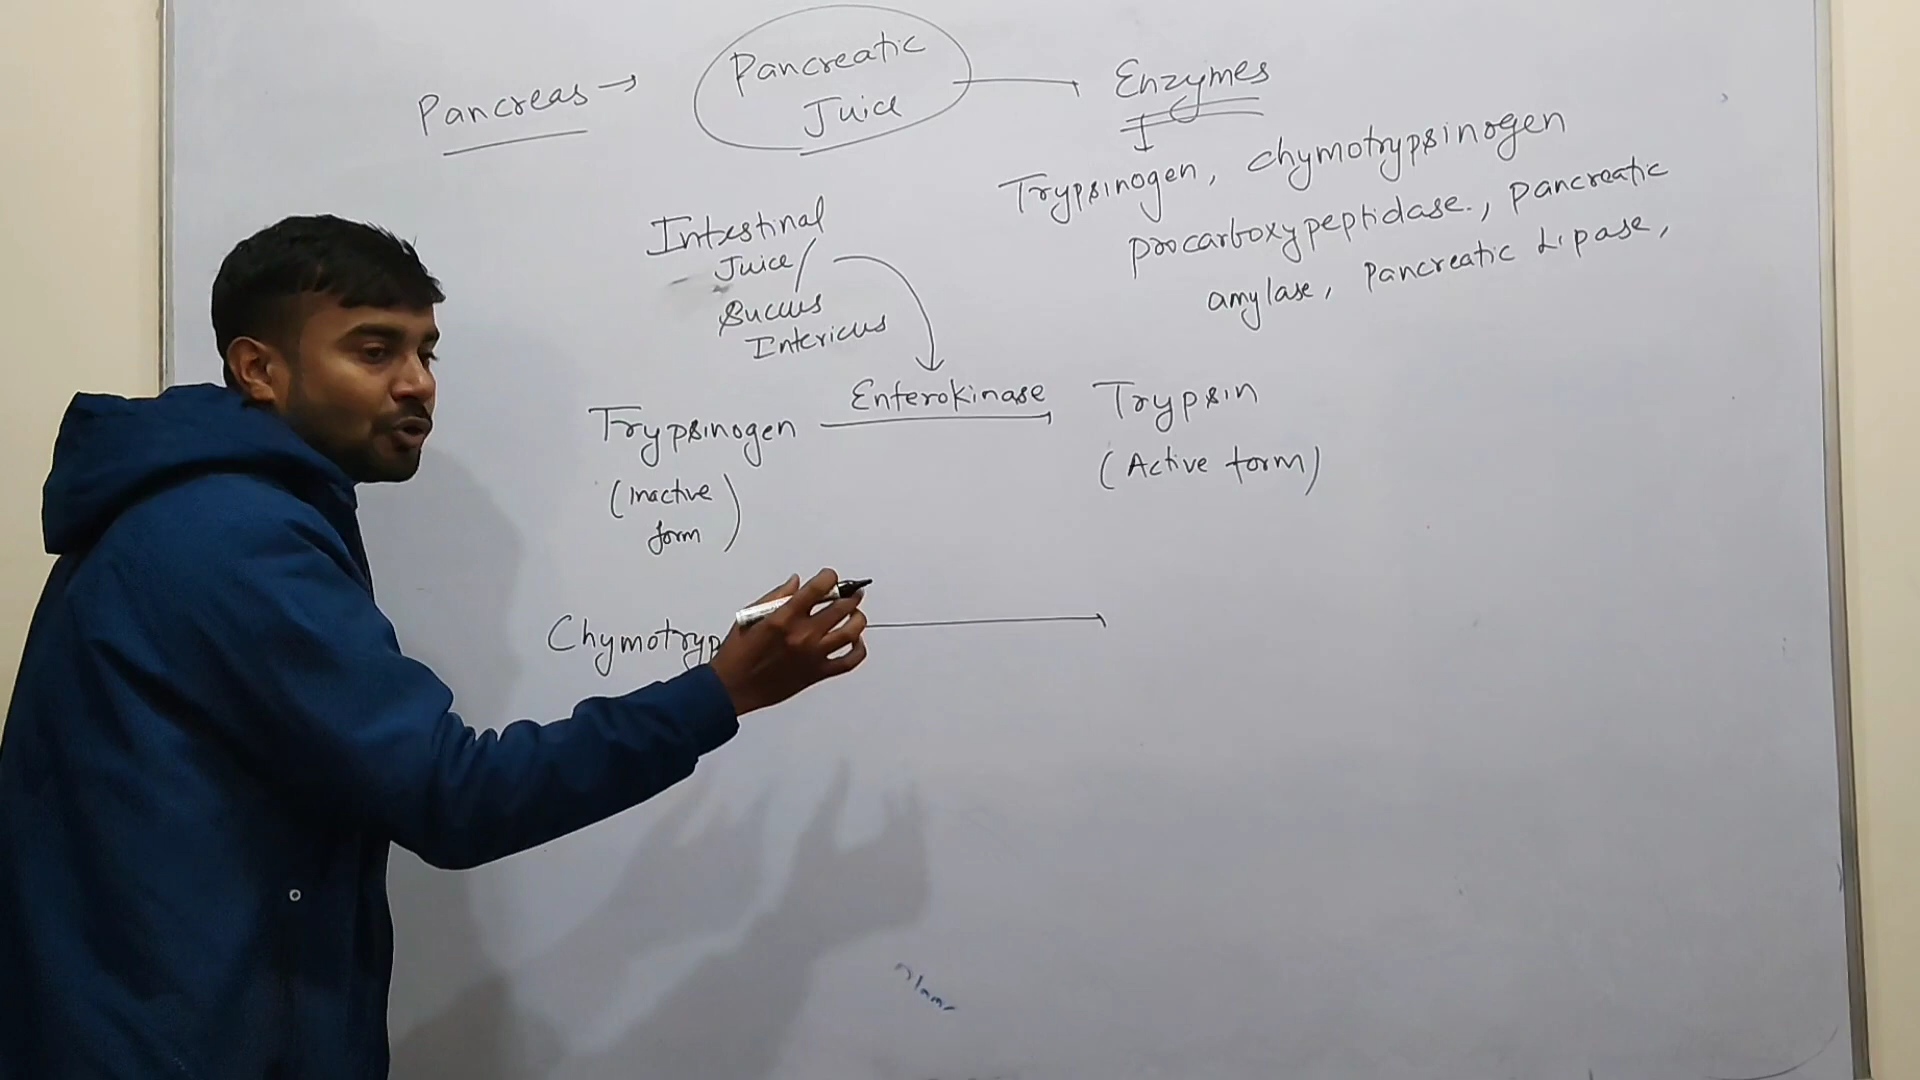 Pancreas →
Pancreatic
Juice
Enzymes
Trypsinogen, chymotrypsinogen
procarboxypeptidase, pancreatic
amylase, Pancreatic Lipase,
Intestinal
Juice/
Succus
Intericus
Trypsinogen
(Inactive
form)
Enterokinase
Trypsin
(Active form)
Chymotryp